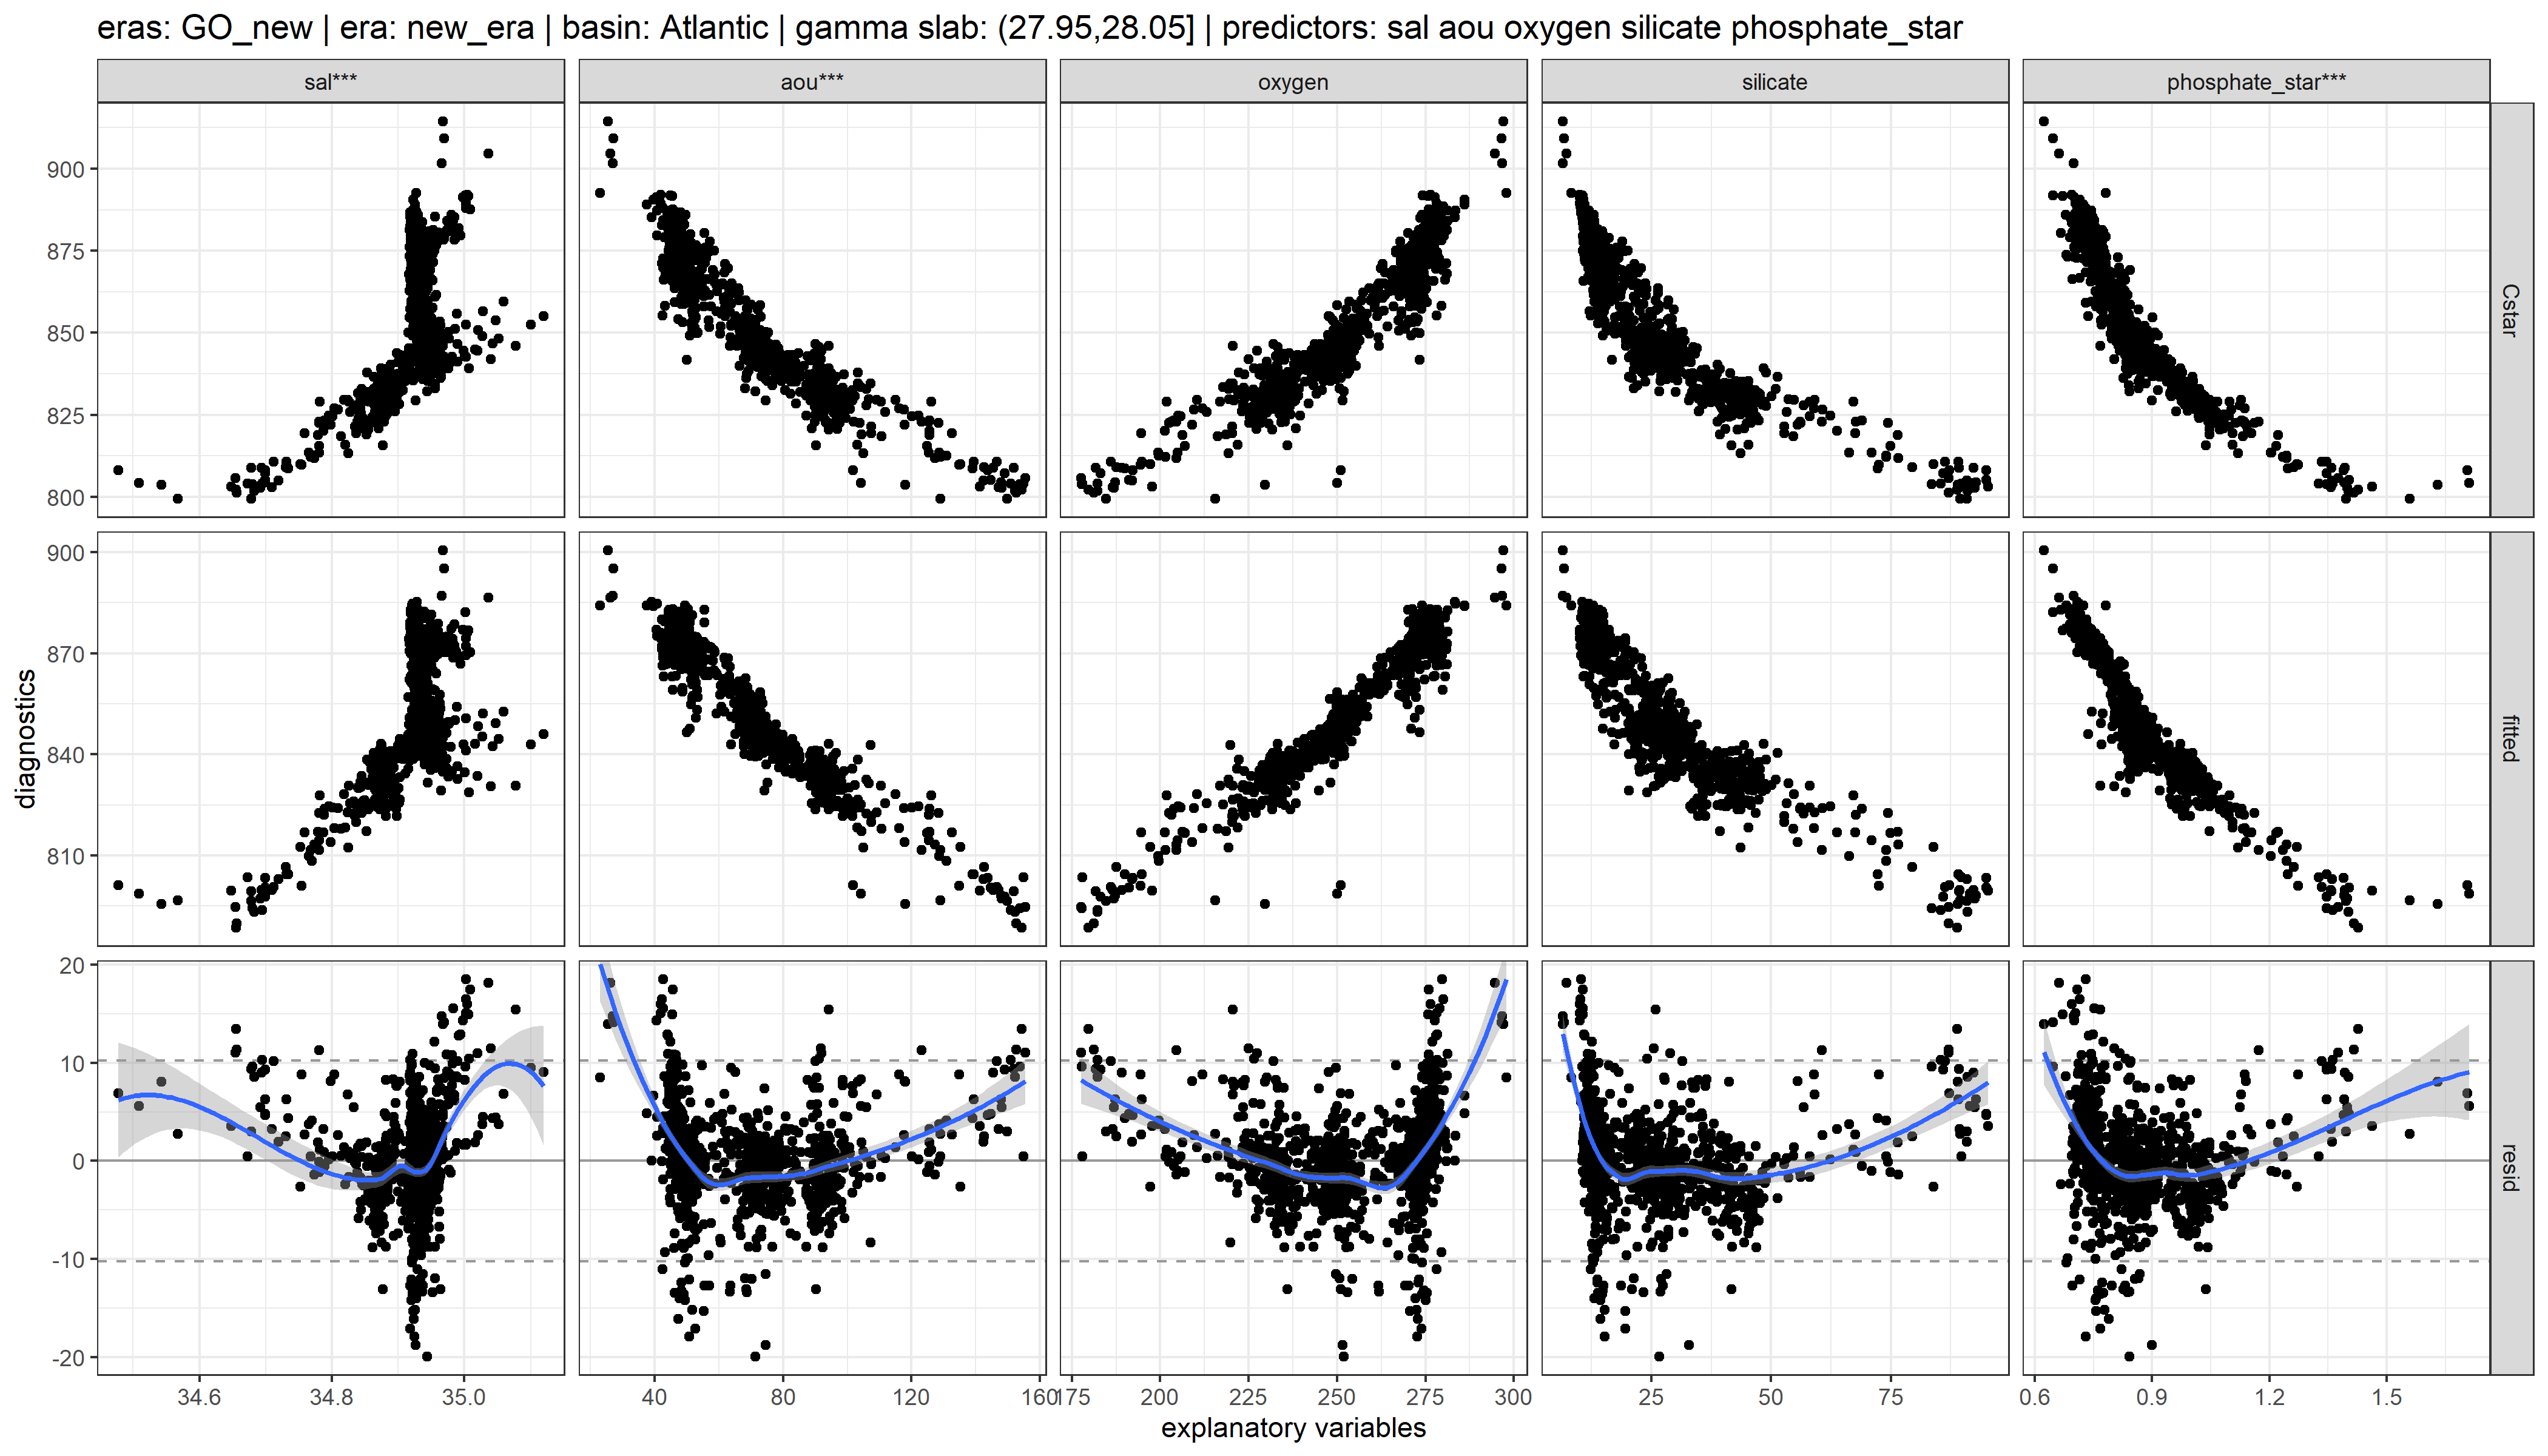 eras: GO_new | era: new_era | basin: Atlantic | gamma slab: (27.95,28.05] | predictors: sal aou oxygen silicate phosphate_star
sal*** aou*** oxygen silicate phosphate_star***
900
875
850
825
800
Cstar
900
870
840
810
fitted
diagnostics
20
10
0
-10
-20
resid
34.6 34.8 35.0 40 80 120 160 175 200 225 250 275 300 25 50 75 0.6 0.9 1.2 1.5
explanatory variables